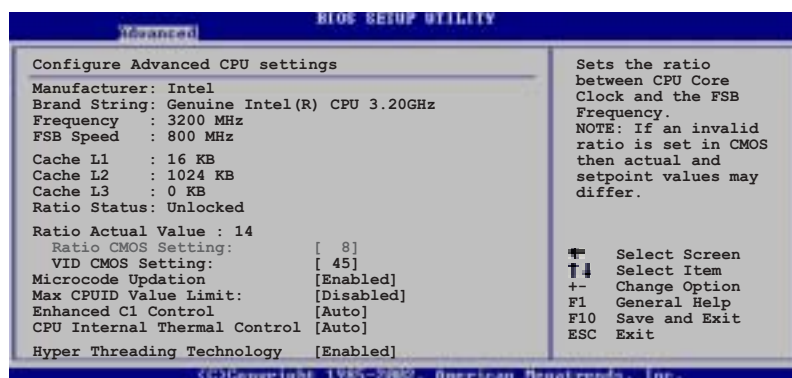 BIOS SETUP UTILITY
Advanced
Configure Advanced CPU settings
Manufacturer: Intel
Brand String: Genuine Intel(R) CPU 3.20GHz
Frequency : 3200 MHz
FSB Speed : 800 MHz
Cache L1 : 16 KB
Cache L2 : 1024 KB
Cache L3 : 0 KB
Ratio Status: Unlocked
Ratio Actual Value : 14
Ratio CMOS Setting: [ 8]
VID CMOS Setting: [ 45]
Microcode Updation [Enabled]
Max CPUID Value Limit: [Disabled]
Enhanced C1 Control [Auto]
CPU Internal Thermal Control [Auto]
Hyper Threading Technology [Enabled]
Sets the ratio
between CPU Core
Clock and the FSB
Frequency.
NOTE: If an invalid
ratio is set in CMOS
then actual and
setpoint values may
differ.
Select Screen
↑↓ Select Item
+- Change Option
F1 General Help
F10 Save and Exit
ESC Exit
(C)Copyright 1985-2002, American Megatrends, Inc.